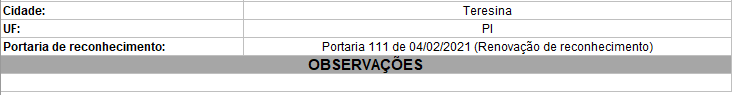 Cidade: Teresina
UF: PI
Portaria de reconhecimento: Portaria 111 de 04/02/2021 (Renovação de reconhecimento)
OBSERVAÇÕES